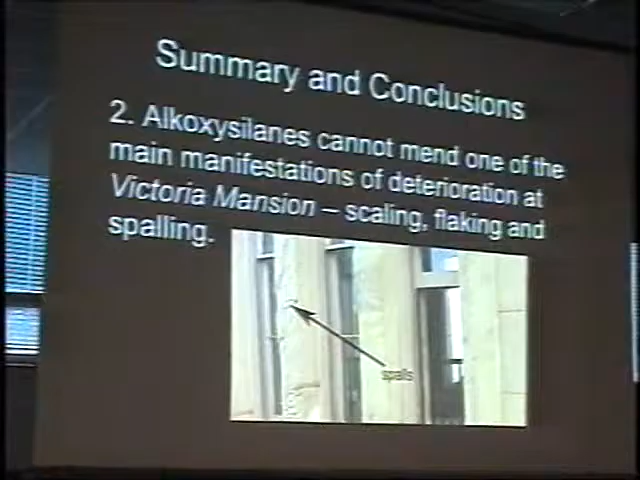 Summary and Conclusions
2. Alkoxysilanes cannot mend one of the
main manifestations of deterioration at
Victoria Mansion – scaling, flaking and
spalling.
spalls